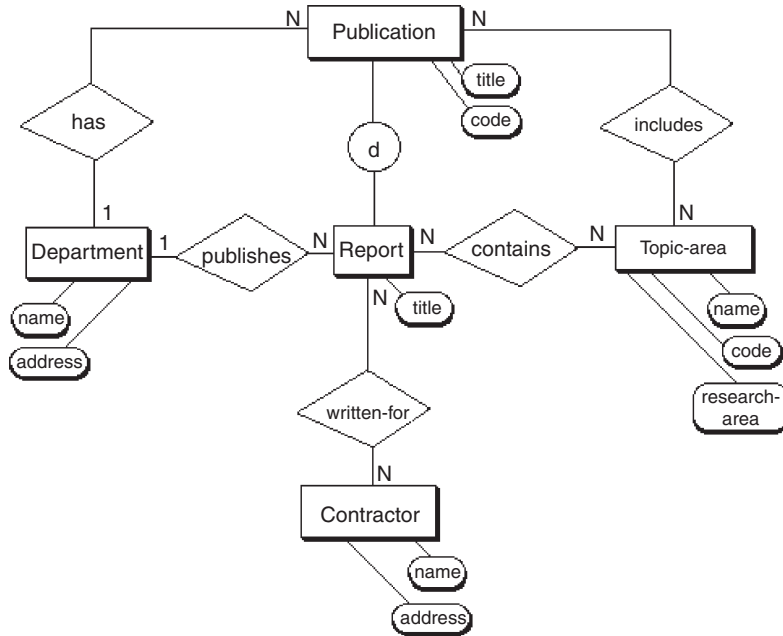 N
Publication
N
title
code
has
d
includes
1
N
Department
1
publishes
N
Report
N
contains
N
Topic-area
name
address
N
title
name
code
research-
area
written-for
N
Contractor
name
address